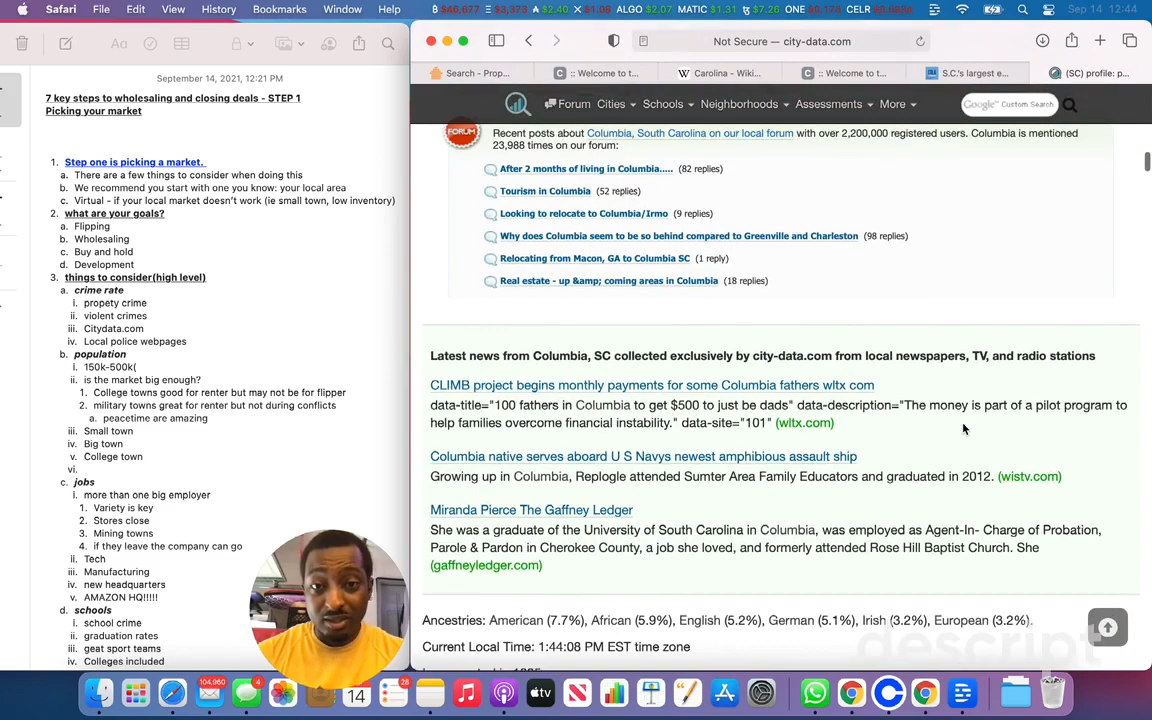 Safari File Edit View History Bookmarks Window Help
Sep 14 12:44
September 14, 2021, 12:21 PM
7 key steps to wholesaling and closing deals - STEP 1
Picking your market
1. Step one is picking a market.
a. There are a few things to consider when doing this
b. We recommend you start with one you know: your local area
c. Virtual - if your local market doesn't work (ie small town, low inventory)
2. what are your goals?
a. Flipping
b. Wholesaling
c. Buy and hold
d. Development
3. things to consider(high level)
a. crime rate
i. propety crime
ii. violent crimes
iii. Citydata.com
iv. Local police webpages
b. population
i. 150k-500k(
ii. is the market big enough?
1. College towns good for renter but may not be for flipper
2. military towns great for renter but not during conflicts
a. peacetime are amazing
iii. Small town
iv. Big town
v. College town
vi.
c. jobs
i. more than one big employer
1. Variety is key
2. Stores close
3. Mining towns
4. if they leave the company can go
ii. Tech
iii. Manufacturing
iv. new headquarters
v. AMAZON HQ!!!!!
d. schools
i. school crime
ii. graduation rates
iii. geat sport teams
iv. Colleges included
Not Secure — city-data.com
Search - Prop...
:: Welcome to t...
Carolina - Wiki...
:: Welcome to t...
S.C.'s largest e...
(SC) profile: p...
Forum Cities Schools Neighborhoods Assessments More
Google Custom Search
FORUM
Recent posts about Columbia, South Carolina on our local forum with over 2,200,000 registered users. Columbia is mentioned
23,988 times on our forum:
After 2 months of living in Columbia..... (82 replies)
Tourism in Columbia (52 replies)
Looking to relocate to Columbia/Irmo (9 replies)
Why does Columbia seem to be so behind compared to Greenville and Charleston (98 replies)
Relocating from Macon, GA to Columbia SC (1 reply)
Real estate - up &amp; coming areas in Columbia (18 replies)
Latest news from Columbia, SC collected exclusively by city-data.com from local newspapers, TV, and radio stations
CLIMB project begins monthly payments for some Columbia fathers wltx com
data-title="100 fathers in Columbia to get $500 to just be dads" data-description="The money is part of a pilot program to
help families overcome financial instability." data-site="101" (wltx.com)
Columbia native serves aboard U S Navys newest amphibious assault ship
Growing up in Columbia, Replogle attended Sumter Area Family Educators and graduated in 2012. (wistv.com)
Miranda Pierce The Gaffney Ledger
She was a graduate of the University of South Carolina in Columbia, was employed as Agent-In- Charge of Probation,
Parole & Pardon in Cherokee County, a job she loved, and formerly attended Rose Hill Baptist Church. She
(gaffneyledger.com)
Ancestries: American (7.7%), African (5.9%), English (5.2%), German (5.1%), Irish (3.2%), European (3.2%).
Current Local Time: 1:44:08 PM EST time zone
descript
104,960
4
14
28
tv